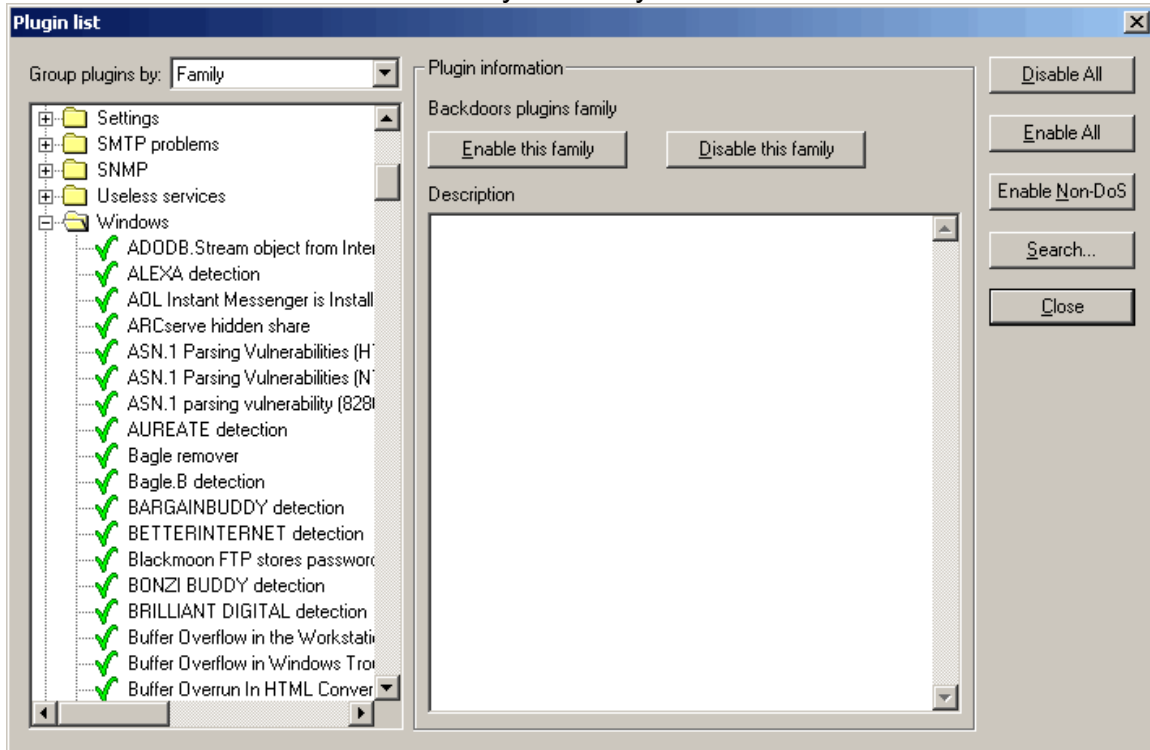 Plugin list
Group plugins by: Family
Settings
SMTP problems
SNMP
Useless services
Windows
ADODB.Stream object from Inter
ALEXA detection
AOL Instant Messenger is Install
ARCserve hidden share
ASN.1 Parsing Vulnerabilities (H
ASN.1 Parsing Vulnerabilities (N
ASN.1 parsing vulnerability (828
AUREATE detection
Bagle remover
Bagle.B detection
BARGAINBUDDY detection
BETTERINTERNET detection
Blackmoon FTP stores password
BONZI BUDDY detection
BRILLIANT DIGITAL detection
Buffer Overflow in the Workstati
Buffer Overflow in Windows Trou
Buffer Overrun In HTML Conver
Plugin information
Backdoors plugins family
Enable this family
Disable this family
Description
Disable All
Enable All
Enable Non-DoS
Search...
Close